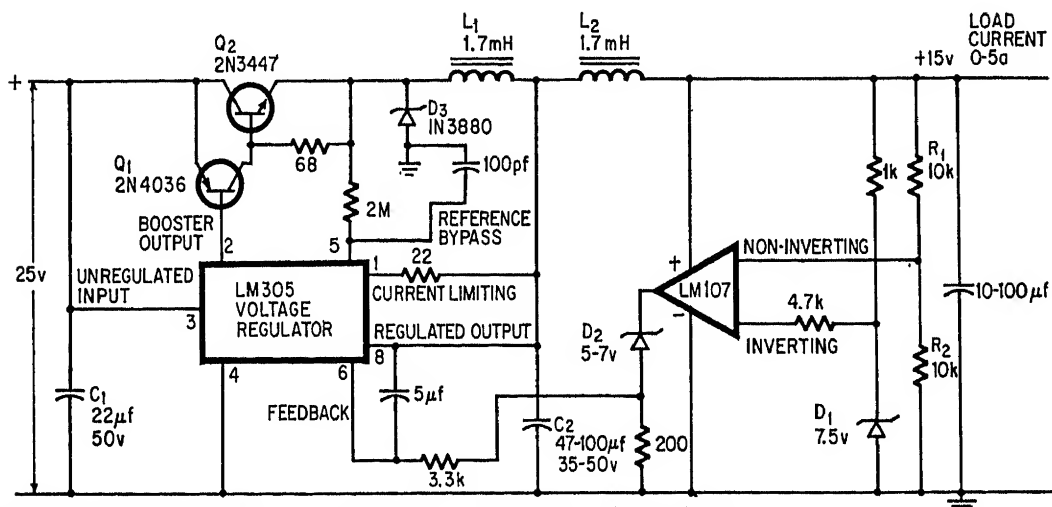 L1
1.7mH
L2
1.7mH
LOAD
CURRENT
0-5a
+15v
Q2
2N3447
+
D3
IN3880
100pf
68
Q1
2N4036
2M
REFERENCE
BYPASS
1k
R1
10k
BOOSTER
OUTPUT
2
5
25v
UNREGULATED
INPUT
3
LM305
VOLTAGE
REGULATOR
1
22
CURRENT LIMITING
REGULATED OUTPUT
8
4
6
+
LM107
-
NON-INVERTING
4.7k
INVERTING
10-100µf
D2
5-7v
R2
10k
C1
22µf
50v
FEEDBACK
5µf
3.3k
C2
47-100µf
35-50v
200
D1
7.5v